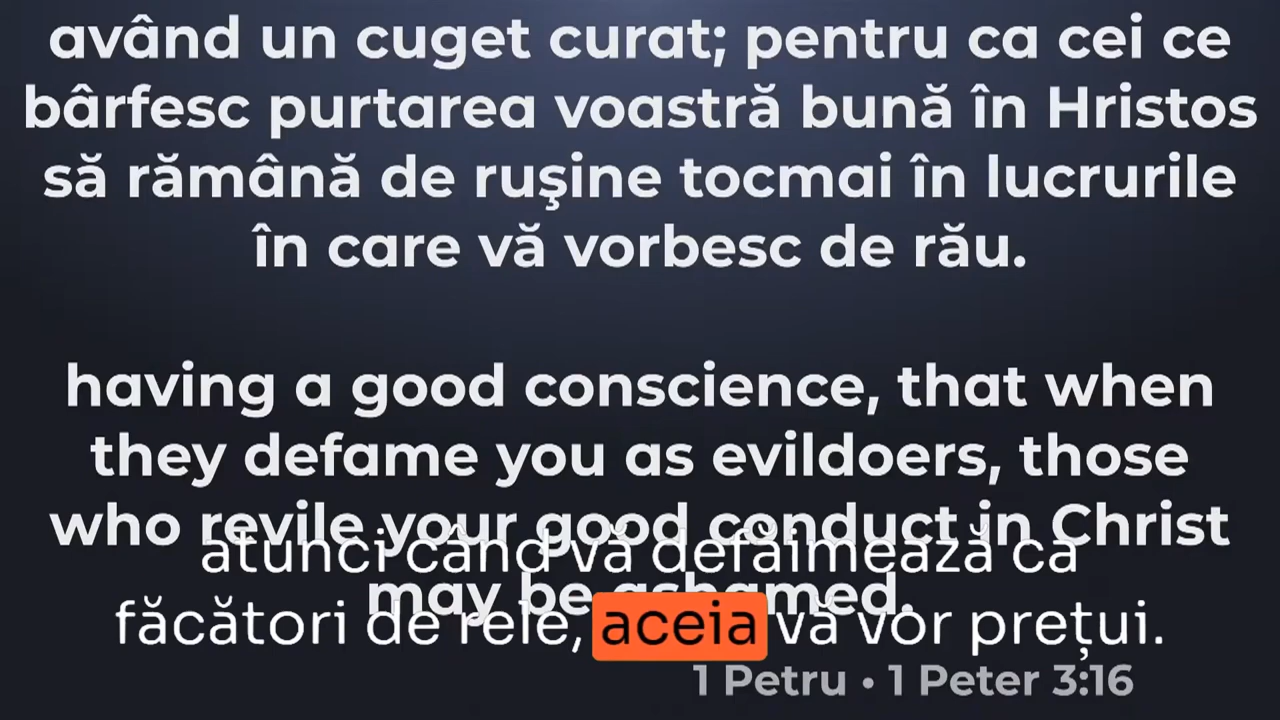 având un cuget curat; pentru ca cei ce
bârfesc purtarea voastră bună în Hristos
să rămână de ruşine tocmai în lucrurile
în care vă vorbesc de rău.
having a good conscience, that when
they defame you as evildoers, those
who revile your good conduct in Christ
may be ashamed.
atunci când vă defăimează ca
făcători de rele, aceia vă vor prețui.
1 Petru • 1 Peter 3:16